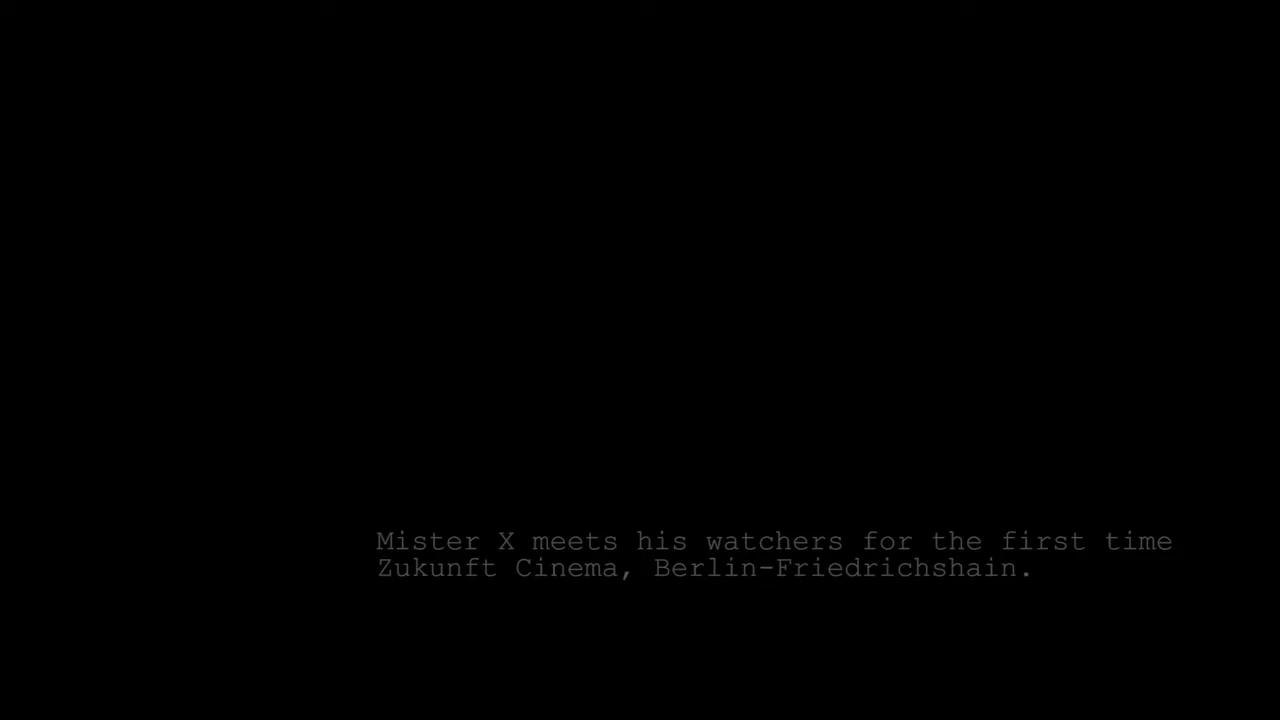 Mister X meets his watchers for the first time
Zukunft Cinema, Berlin-Friedrichshain.